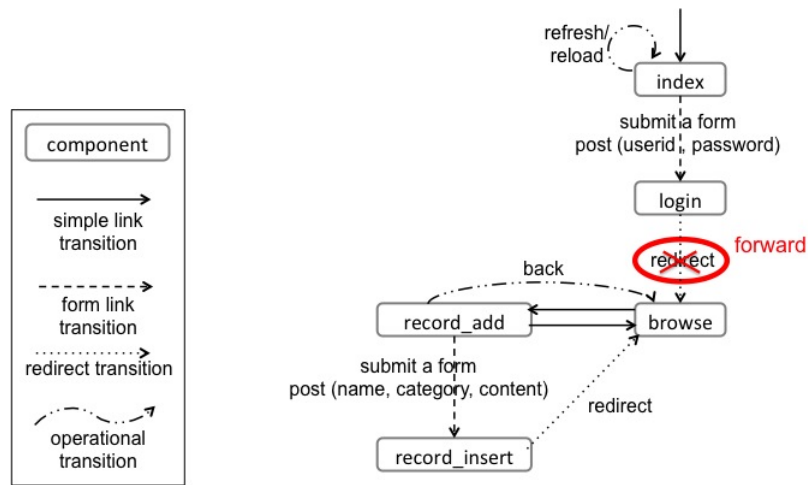 component
simple link
transition
form link
transition
redirect transition
operational
transition
refresh/
reload
index
submit a form
post (userid , password)
login
redirect
forward
back
record_add
browse
submit a form
post (name, category, content)
redirect
record_insert